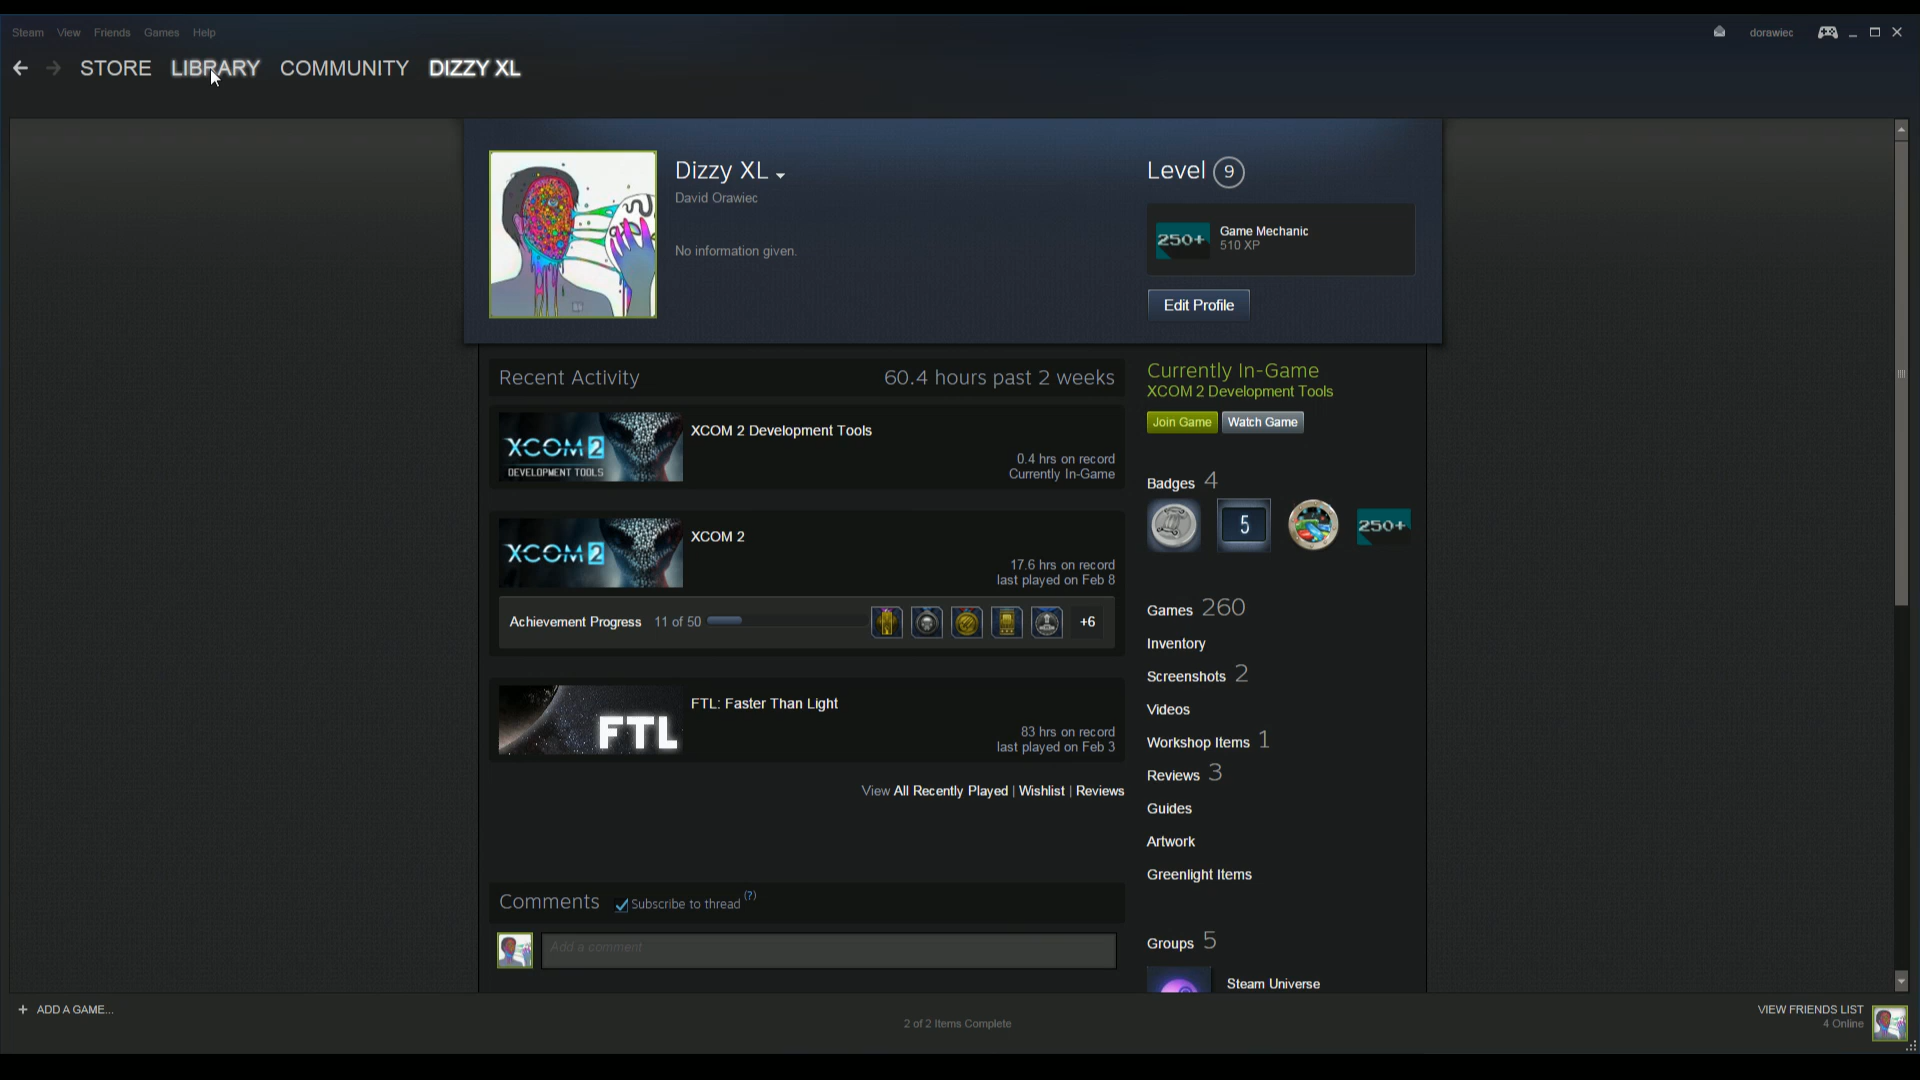 Steam View Friends Games Help
dorawiec
STORE LIBRARY COMMUNITY DIZZY XL
Dizzy XL
David Orawiec
No information given.
Level 9
250+
Game Mechanic
510 XP
Edit Profile
Recent Activity 60.4 hours past 2 weeks
XCOM 2
DEVELOPMENT TOOLS
XCOM 2 Development Tools
0.4 hrs on record
Currently In-Game
XCOM 2
XCOM 2
17.6 hrs on record
last played on Feb 8
Achievement Progress 11 of 50
+6
FTL
FTL: Faster Than Light
83 hrs on record
last played on Feb 3
View All Recently Played | Wishlist | Reviews
Comments Subscribe to thread (?)
Add a comment
Currently In-Game
XCOM 2 Development Tools
Join Game Watch Game
Badges 4
5
250+
Games 260
Inventory
Screenshots 2
Videos
Workshop Items 1
Reviews 3
Guides
Artwork
Greenlight Items
Groups 5
Steam Universe
+ ADD A GAME...
2 of 2 Items Complete
VIEW FRIENDS LIST
4 Online